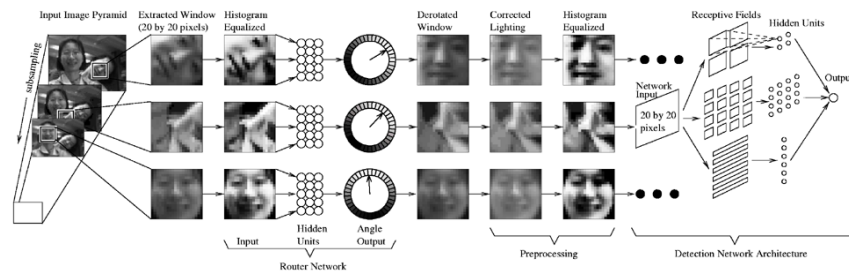 Input Image Pyramid
Extracted Window
(20 by 20 pixels)
Histogram
Equalized
Derotated
Window
Corrected
Lighting
Histogram
Equalized
Receptive Fields
Hidden
Units
subsampling
Network
Input
20 by 20
pixels
Output
Input
Hidden
Units
Angle
Output
Router Network
Preprocessing
Detection Network Architecture